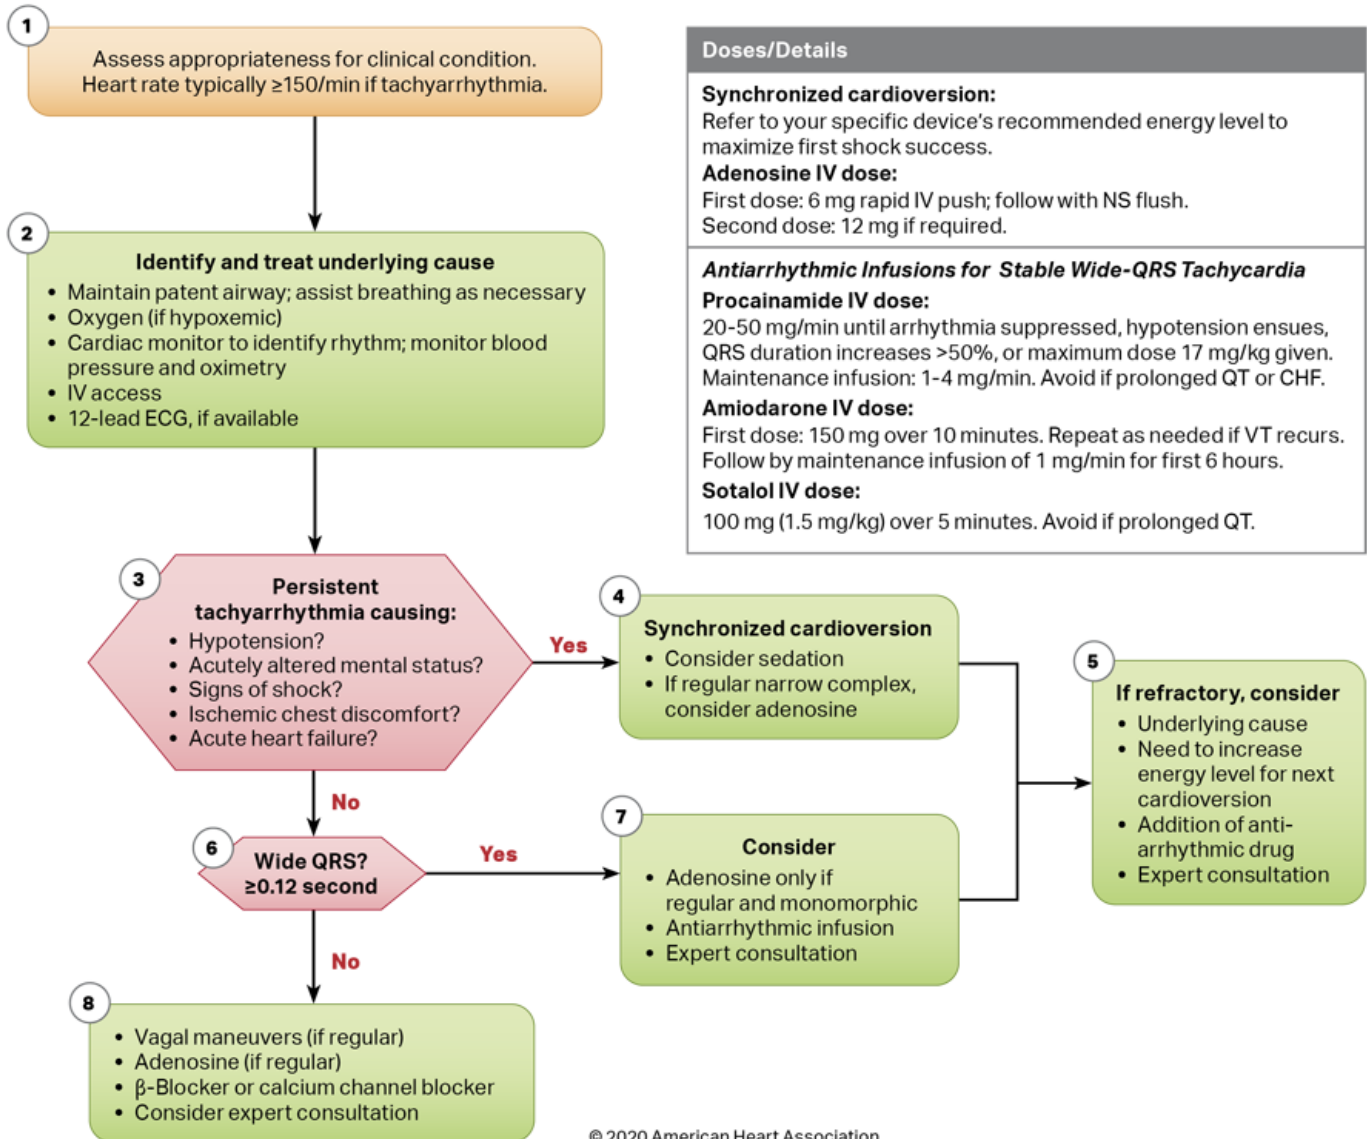 1
Assess appropriateness for clinical condition.
Heart rate typically ≥150/min if tachyarrhythmia.
2
Identify and treat underlying cause
• Maintain patent airway; assist breathing as necessary
• Oxygen (if hypoxemic)
• Cardiac monitor to identify rhythm; monitor blood
pressure and oximetry
• IV access
• 12-lead ECG, if available
Doses/Details
Synchronized cardioversion:
Refer to your specific device's recommended energy level to
maximize first shock success.
Adenosine IV dose:
First dose: 6 mg rapid IV push; follow with NS flush.
Second dose: 12 mg if required.
Antiarrhythmic Infusions for Stable Wide-QRS Tachycardia
Procainamide IV dose:
20-50 mg/min until arrhythmia suppressed, hypotension ensues,
QRS duration increases >50%, or maximum dose 17 mg/kg given.
Maintenance infusion: 1-4 mg/min. Avoid if prolonged QT or CHF.
Amiodarone IV dose:
First dose: 150 mg over 10 minutes. Repeat as needed if VT recurs.
Follow by maintenance infusion of 1 mg/min for first 6 hours.
Sotalol IV dose:
100 mg (1.5 mg/kg) over 5 minutes. Avoid if prolonged QT.
3
Persistent
tachyarrhythmia causing:
• Hypotension?
• Acutely altered mental status?
• Signs of shock?
• Ischemic chest discomfort?
• Acute heart failure?
Yes
4
Synchronized cardioversion
• Consider sedation
• If regular narrow complex,
consider adenosine
5
If refractory, consider
• Underlying cause
• Need to increase
energy level for next
cardioversion
• Addition of anti-
arrhythmic drug
• Expert consultation
No
6
Wide QRS?
≥0.12 second
Yes
7
Consider
• Adenosine only if
regular and monomorphic
• Antiarrhythmic infusion
• Expert consultation
No
8
• Vagal maneuvers (if regular)
• Adenosine (if regular)
• β-Blocker or calcium channel blocker
• Consider expert consultation
© 2020 American Heart Association